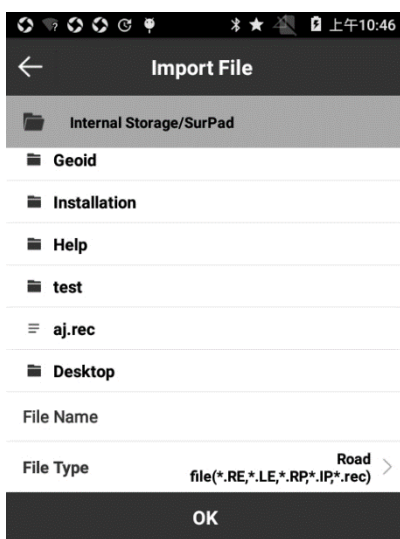 上午10:46
Import File
Internal Storage/SurPad
Geoid
Installation
Help
test
aj.rec
Desktop
File Name
File Type
Road
file(*.RE,*.LE,*.RP,*.IP,*.rec)
OK